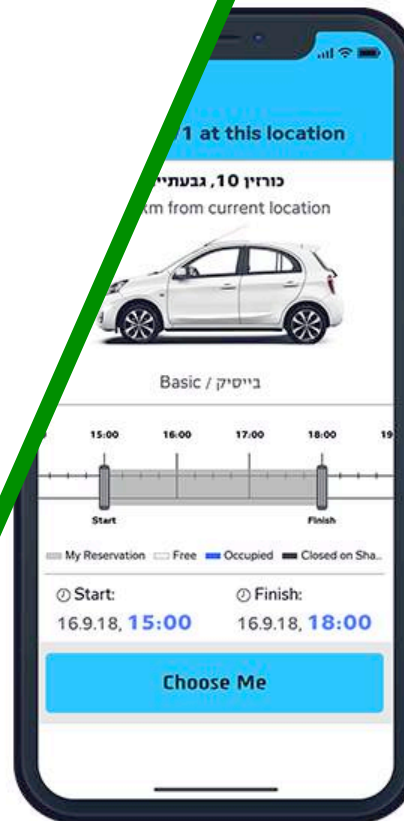 /1 at this location
כורזין 10, גבעתיי
km from current location
Basic / בייסיק
15:00 16:00 17:00 18:00 19
Start Finish
My Reservation Free Occupied Closed on Sha...
Start: Finish:
16.9.18, 15:00 16.9.18, 18:00
Choose Me